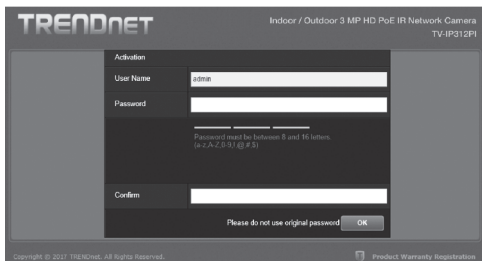 TRENDNET
Indoor / Outdoor 3 MP HD PoE IR Network Camera
TV-IP312PI
Activation
User Name admin
Password
Password must be between 8 and 16 letters
(a-z,A-Z,0-9,!,@,#,$)
Confirm
Please do not use original password OK
Copyright © 2017 TRENDnet. All Rights Reserved. Product Warranty Registration